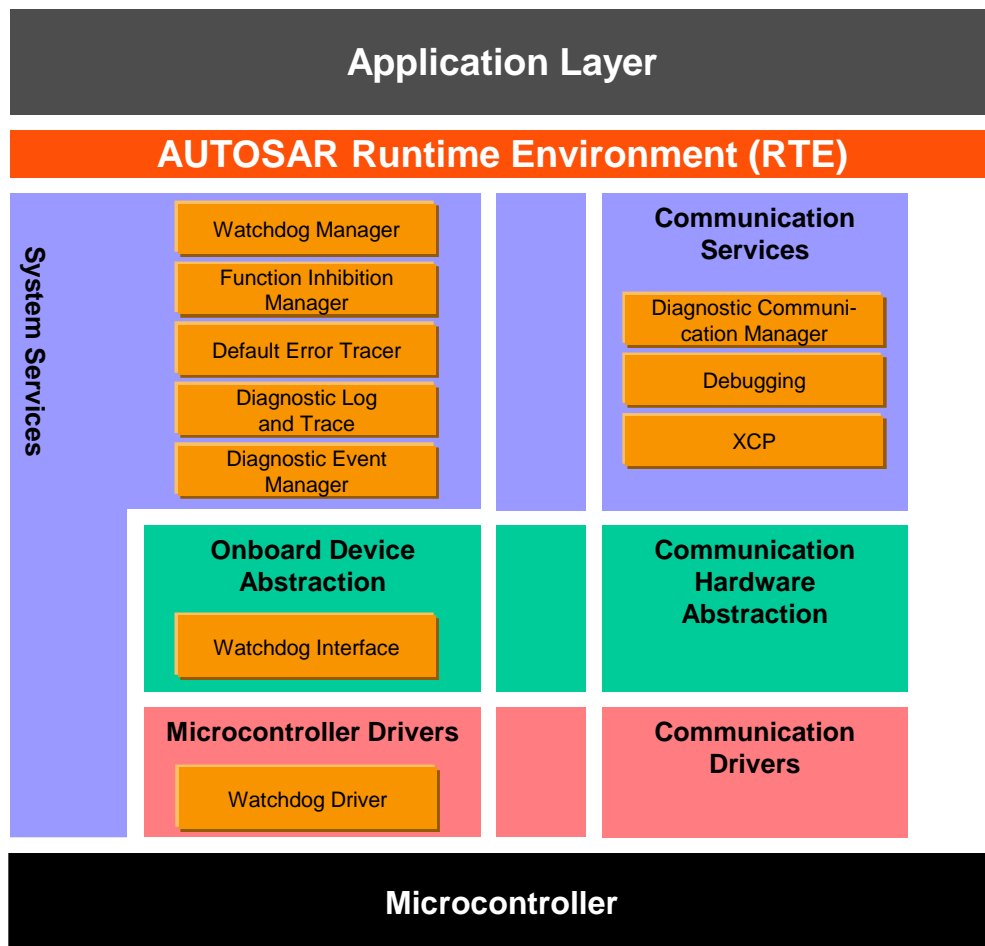 Application Layer
AUTOSAR Runtime Environment (RTE)
System Services
Watchdog Manager
Function Inhibition
Manager
Default Error Tracer
Diagnostic Log
and Trace
Diagnostic Event
Manager
Communication
Services
Diagnostic Communi-
cation Manager
Debugging
XCP
Onboard Device
Abstraction
Watchdog Interface
Communication
Hardware
Abstraction
Microcontroller Drivers
Watchdog Driver
Communication
Drivers
Microcontroller